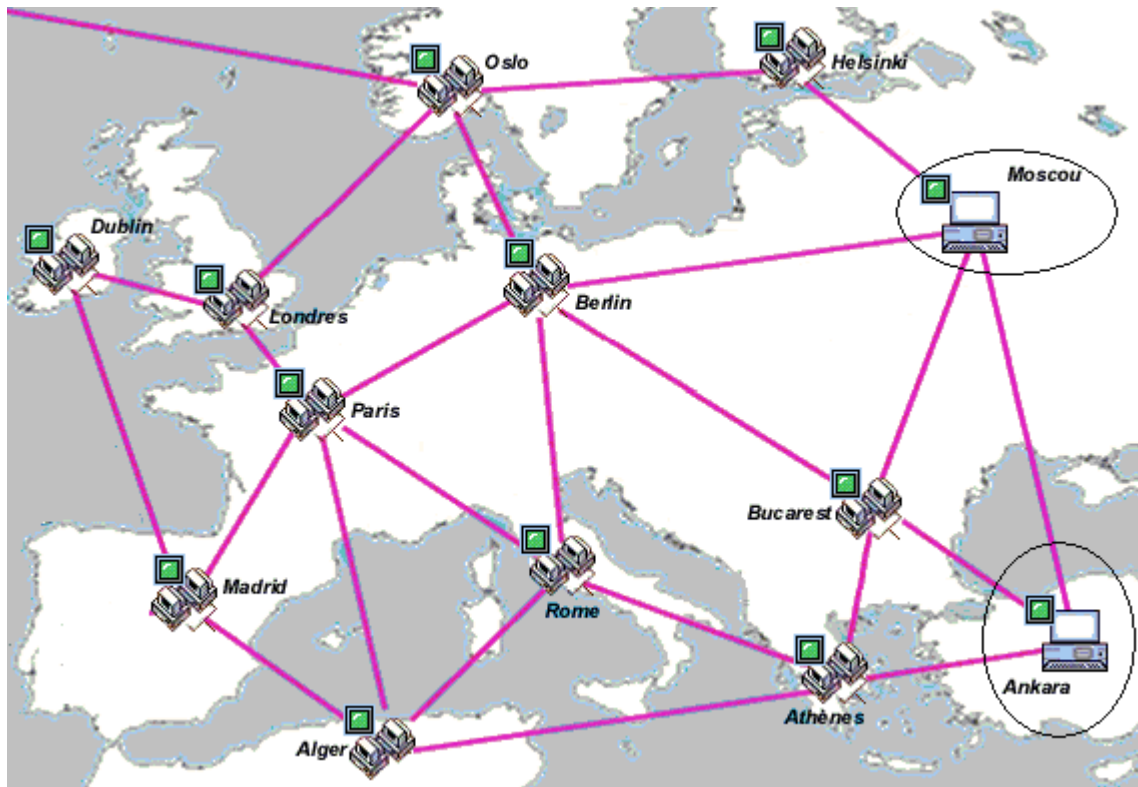 Oslo
Helsinki
Moscou
Dublin
Londres
Berlin
Paris
Bucarest
Madrid
Rome
Ankara
Athènes
Alger